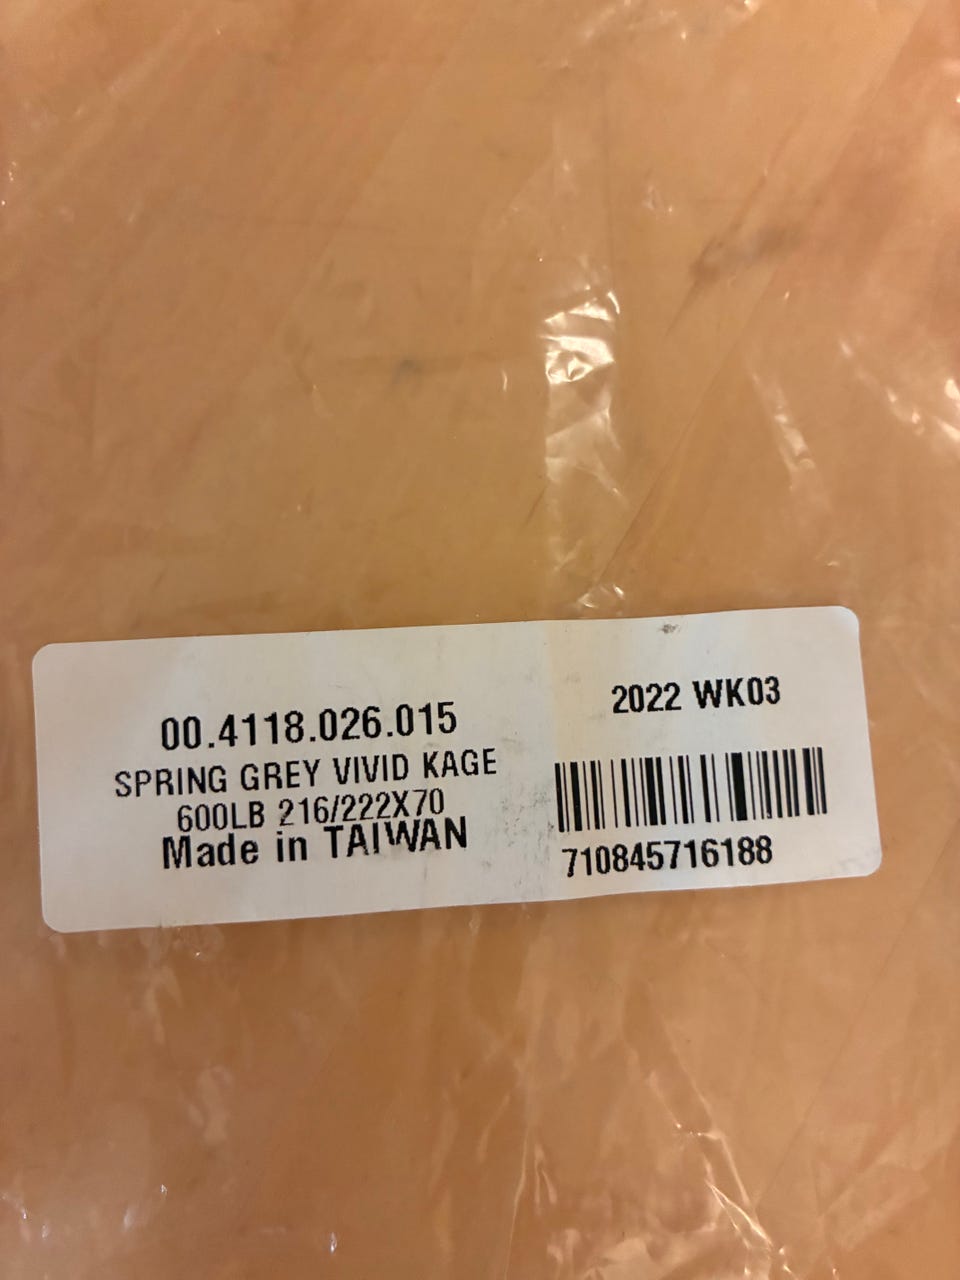 00.4118.026.015
SPRING GREY VIVID KAGE
600LB 216/222X70
Made in TAIWAN
2022 WK03
710845716188